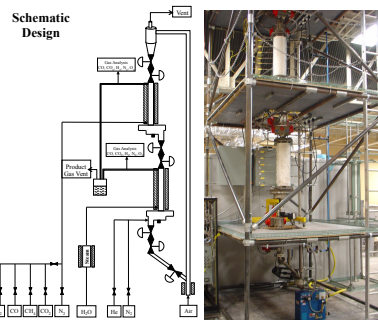 Schematic
Design
Vent
Gas Analysis
CO, CO₂, H₂, N₂, O₂
Gas Analysis
CO, CO₂, H₂, N₂, O₂
Product
Gas Vent
Steam
CO
CH₄
CO₂
N₂
H₂O
He
N₂
Air